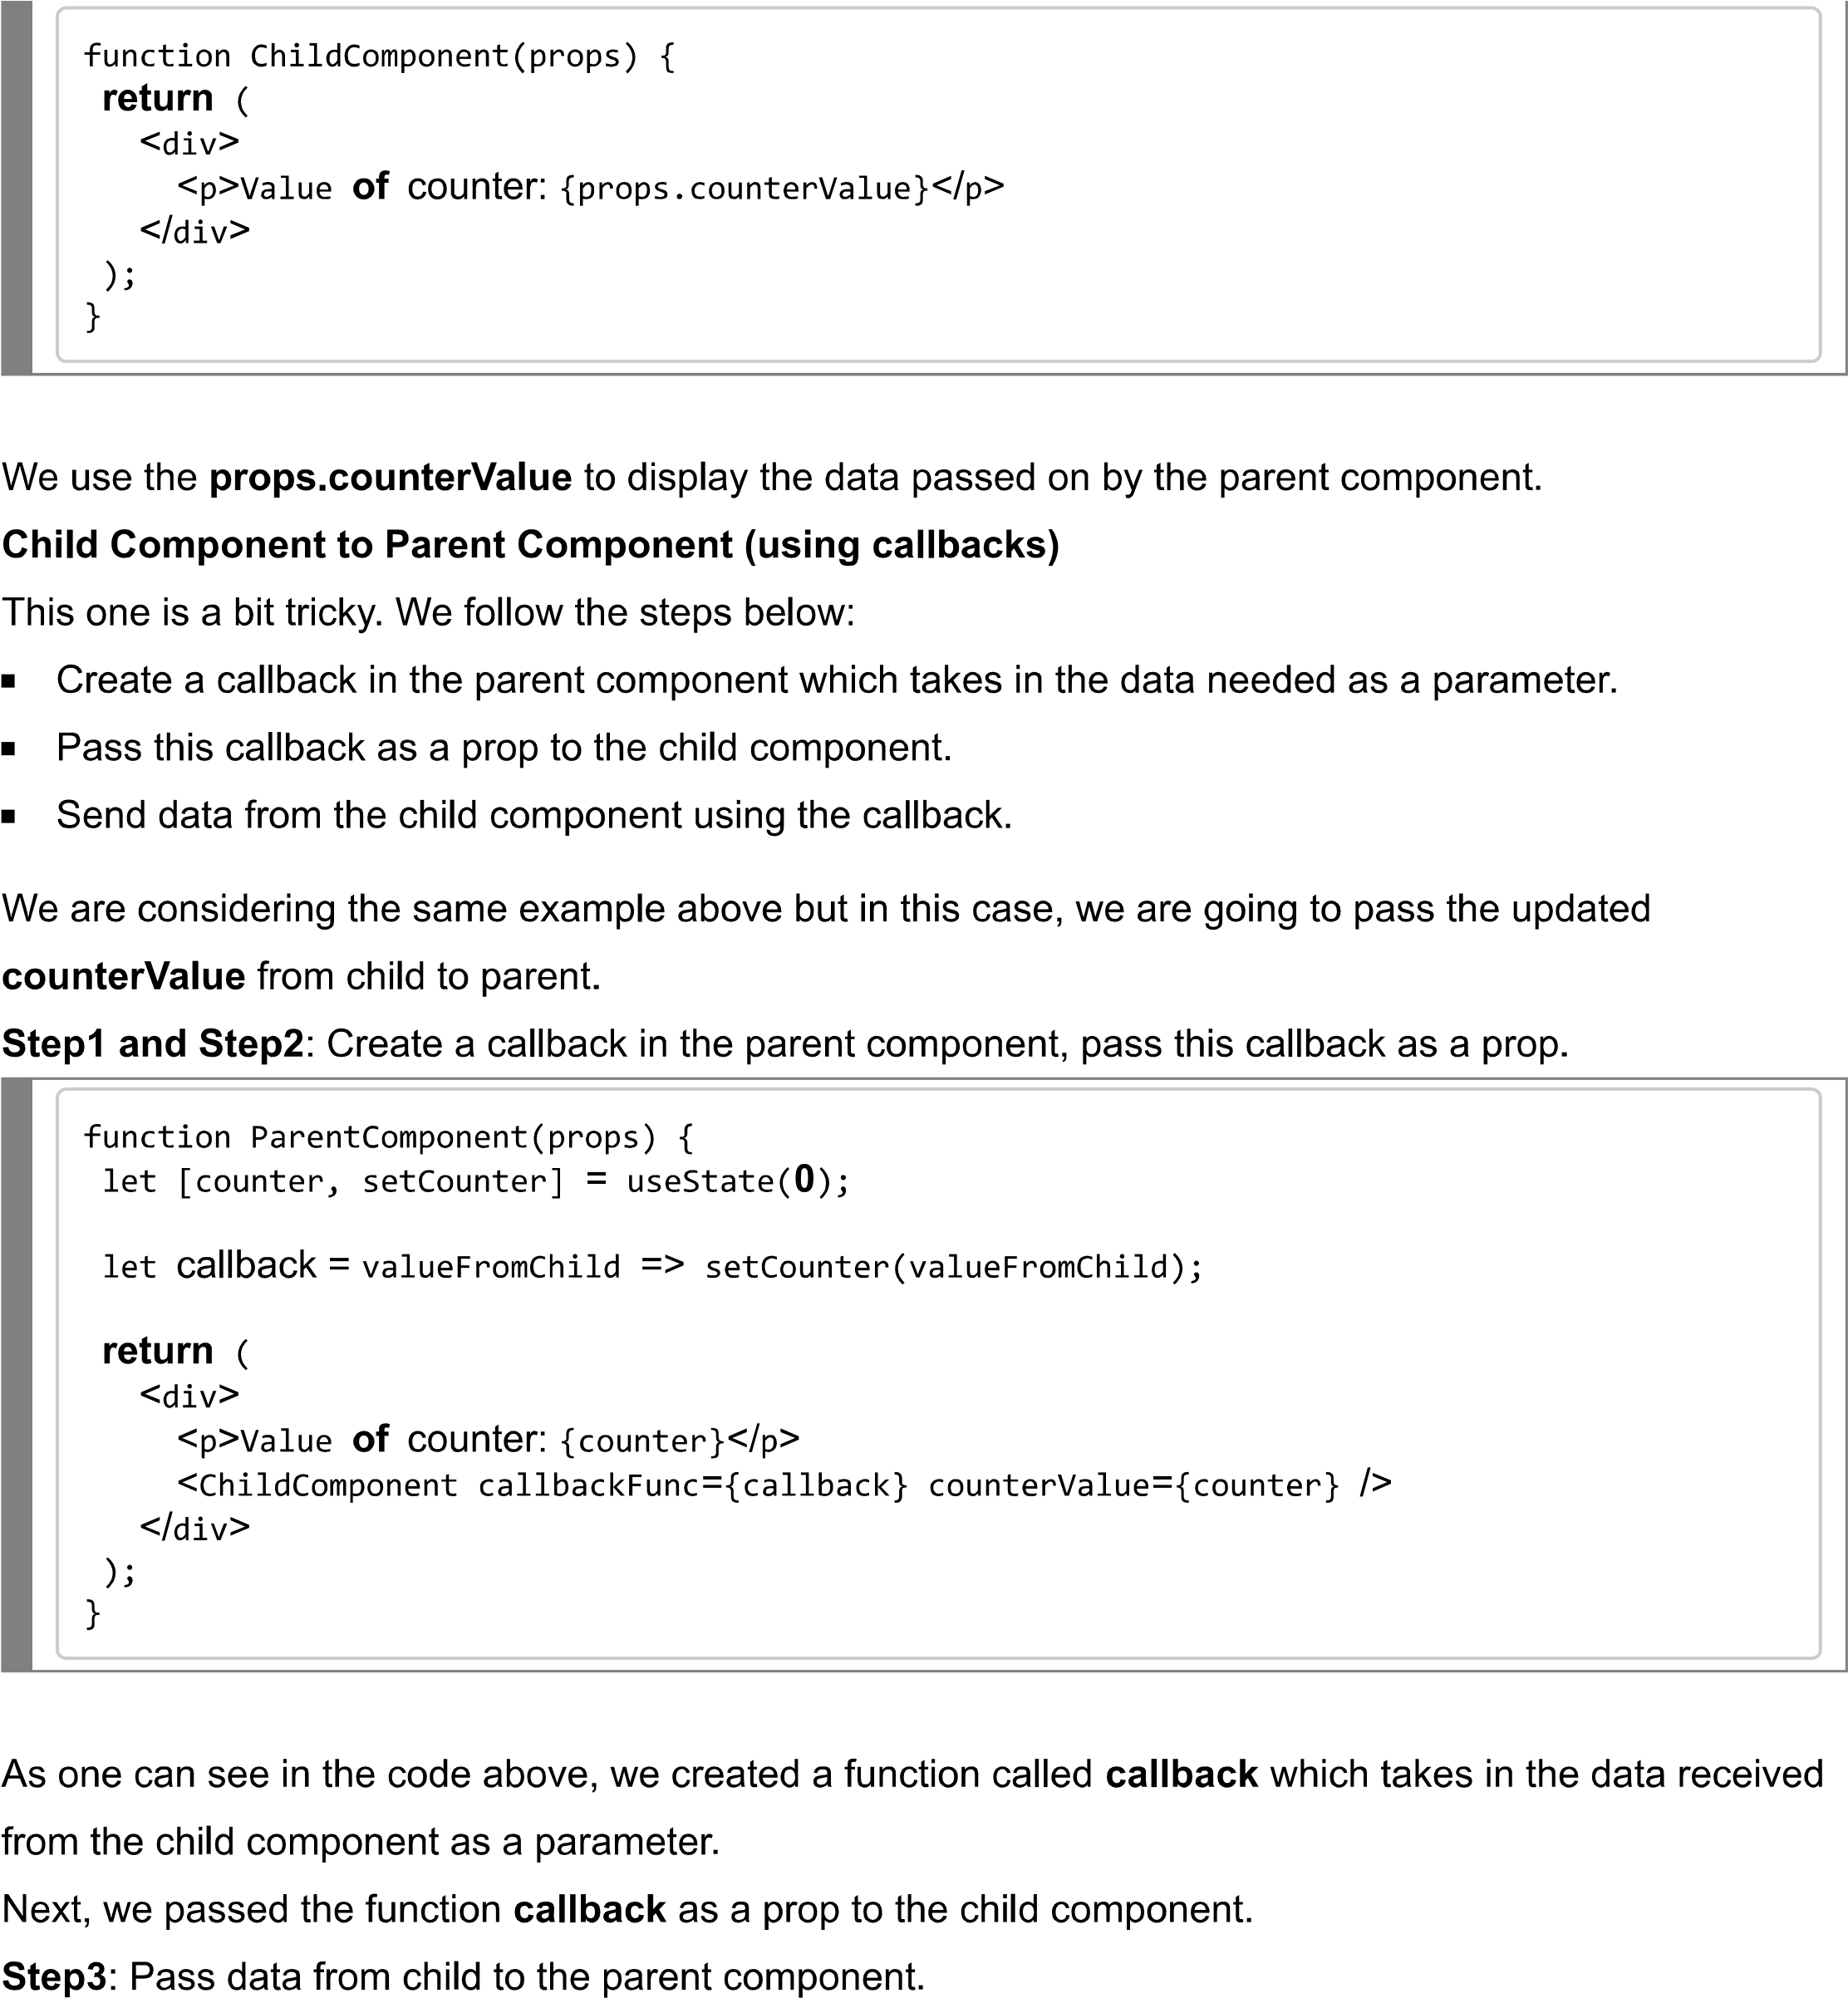 function ChildComponent(props) {
return (
<div>
<p>Value of counter: {props.counterValue}</p>
</div>
);
}
We use the props.counterValue to display the data passed on by the parent component.
Child Component to Parent Component (using callbacks)
This one is a bit tricky. We follow the steps below:
▪ Create a callback in the parent component which takes in the data needed as a parameter.
▪ Pass this callback as a prop to the child component.
▪ Send data from the child component using the callback.
We are considering the same example above but in this case, we are going to pass the updated
counterValue from child to parent.
Step1 and Step2: Create a callback in the parent component, pass this callback as a prop.
function ParentComponent(props) {
let [counter, setCounter] = useState(0);
let callback = valueFromChild => setCounter(valueFromChild);
return (
<div>
<p>Value of counter: {counter}</p>
<ChildComponent callbackFunc={callback} counterValue={counter} />
</div>
);
}
As one can see in the code above, we created a function called callback which takes in the data received
from the child component as a parameter.
Next, we passed the function callback as a prop to the child component.
Step3: Pass data from child to the parent component.